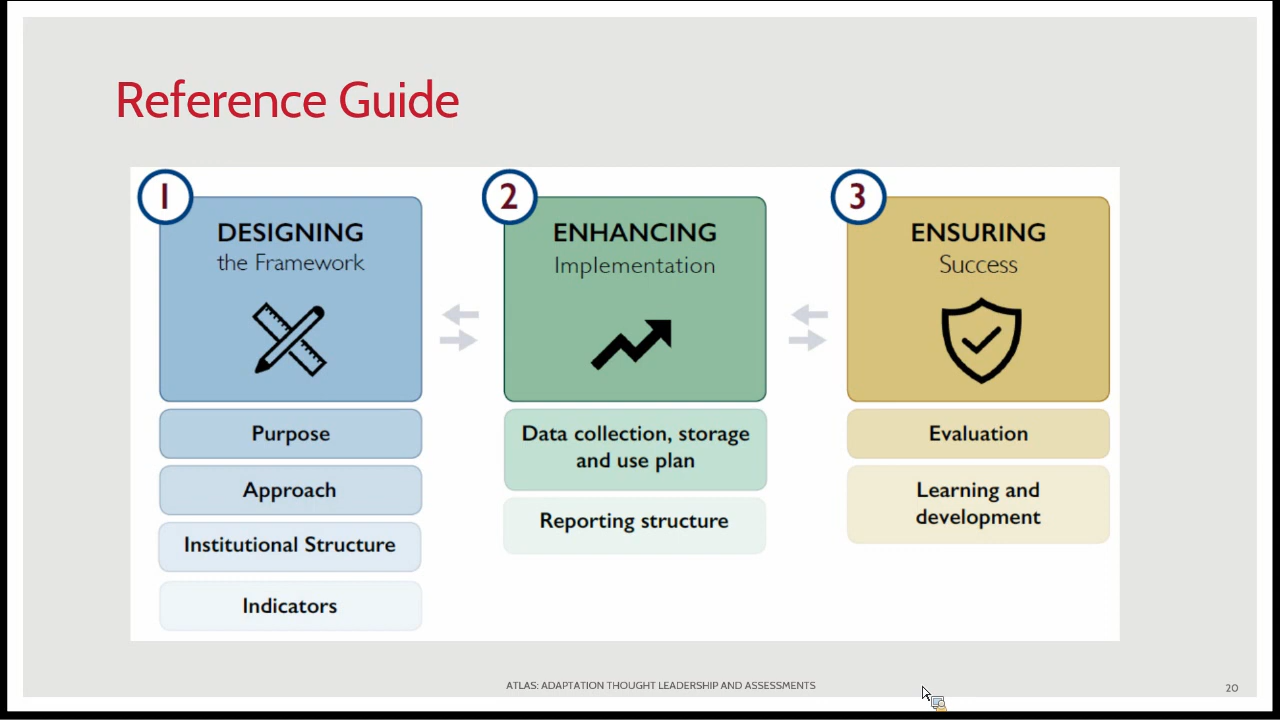 Reference Guide
1
DESIGNING
the Framework
Purpose
Approach
Institutional Structure
Indicators
2
ENHANCING
Implementation
Data collection, storage
and use plan
Reporting structure
3
ENSURING
Success
Evaluation
Learning and
development
ATLAS: ADAPTATION THOUGHT LEADERSHIP AND ASSESSMENTS
20